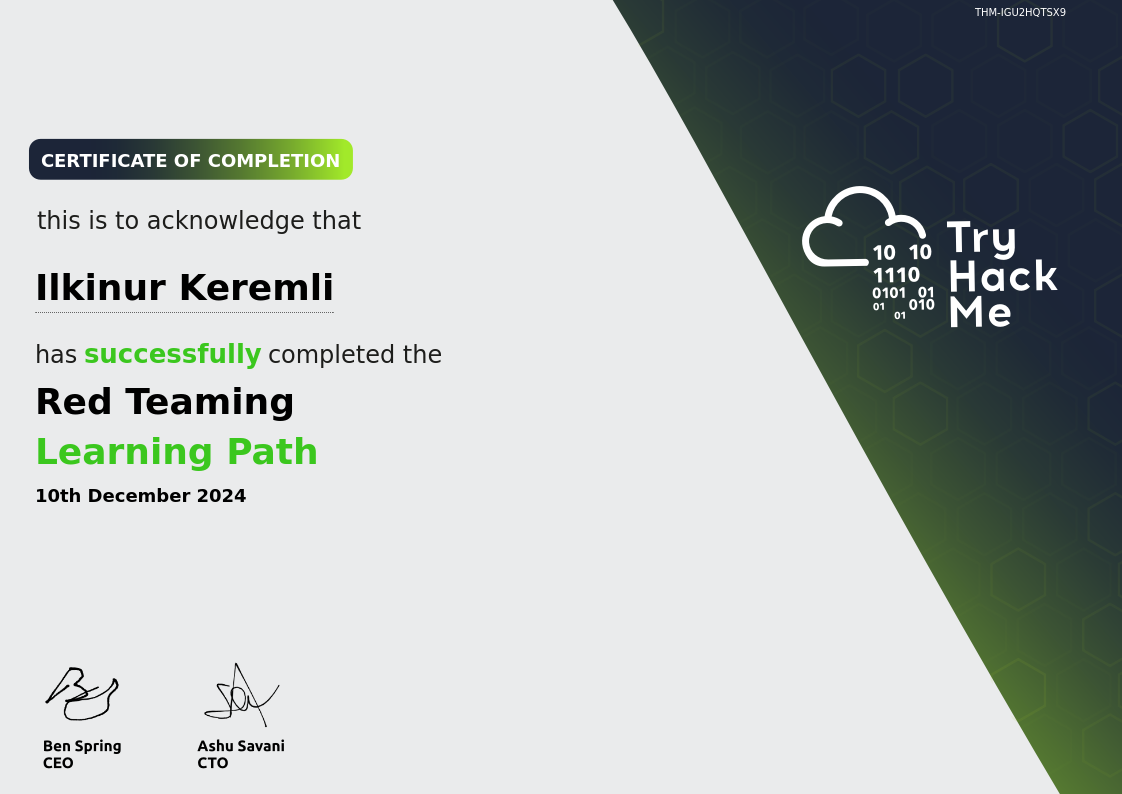 THM-IGU2HQTSX9
CERTIFICATE OF COMPLETION
this is to acknowledge that
Ilkinur Keremli
has successfully completed the
Red Teaming
Learning Path
10th December 2024
10 10
1110
0101 01
01 010
01
Try
Hack
Me
Ben Spring
CEO
Ashu Savani
CTO